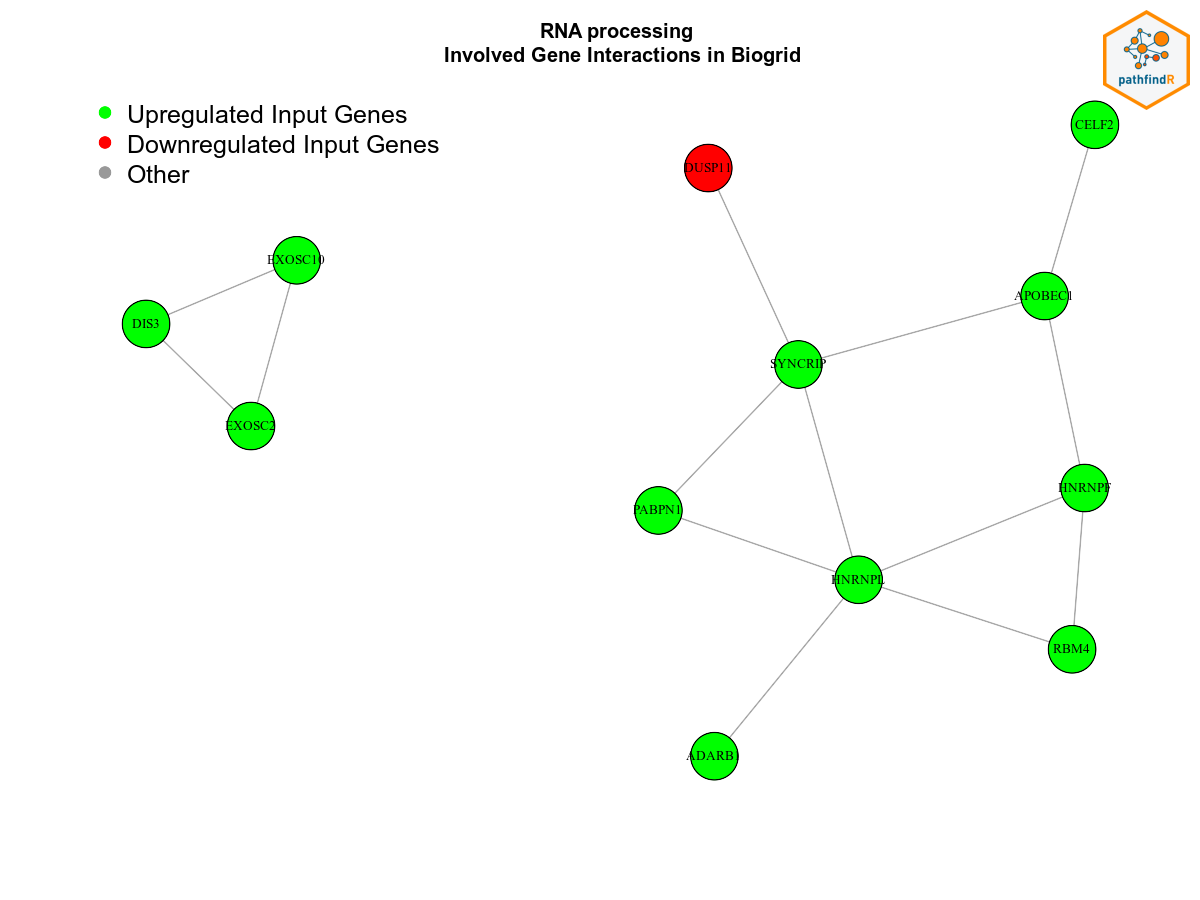 RNA processing
Involved Gene Interactions in Biogrid
pathfindR
Upregulated Input Genes
Downregulated Input Genes
Other
CELF2
DUSP11
EXOSC10
APOBEC1
DIS3
SYNCRIP
EXOSC2
HNRNPF
PABPN1
HNRNPL
RBM4
ADARB1